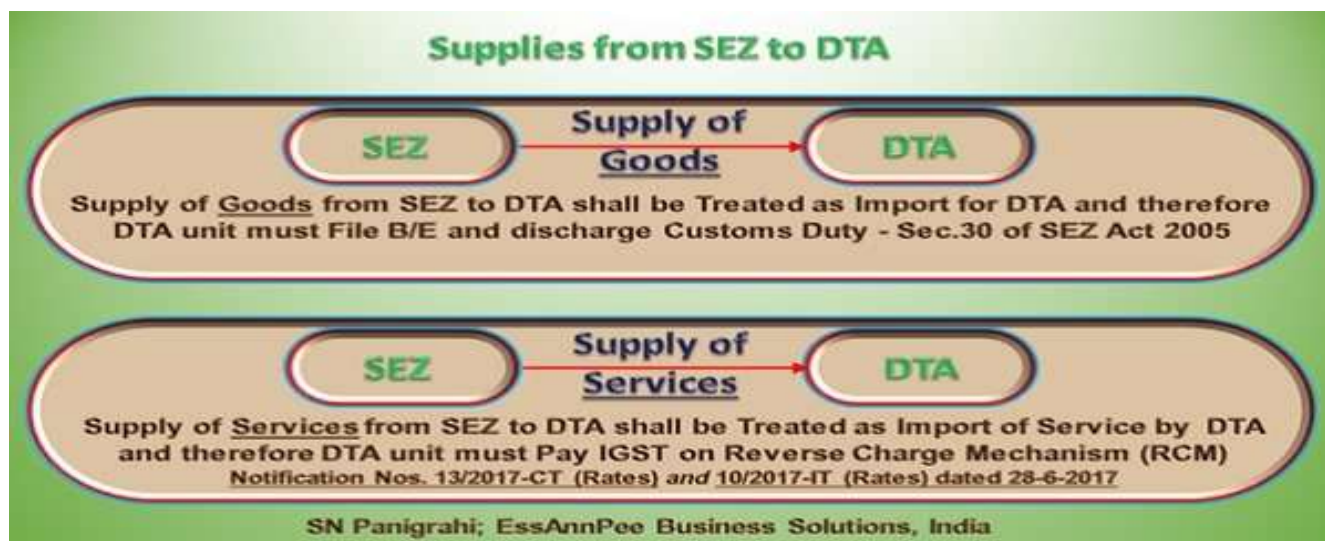 Supplies from SEZ to DTA
SEZ
Supply of
Goods
DTA
Supply of Goods from SEZ to DTA shall be Treated as Import for DTA and therefore
DTA unit must File B/E and discharge Customs Duty - Sec.30 of SEZ Act 2005
SEZ
Supply of
Services
DTA
Supply of Services from SEZ to DTA shall be Treated as Import of Service by DTA
and therefore DTA unit must Pay IGST on Reverse Charge Mechanism (RCM)
Notification Nos. 13/2017-CT (Rates) and 10/2017-IT (Rates) dated 28-6-2017
SN Panigrahi; EssAnnPee Business Solutions, India